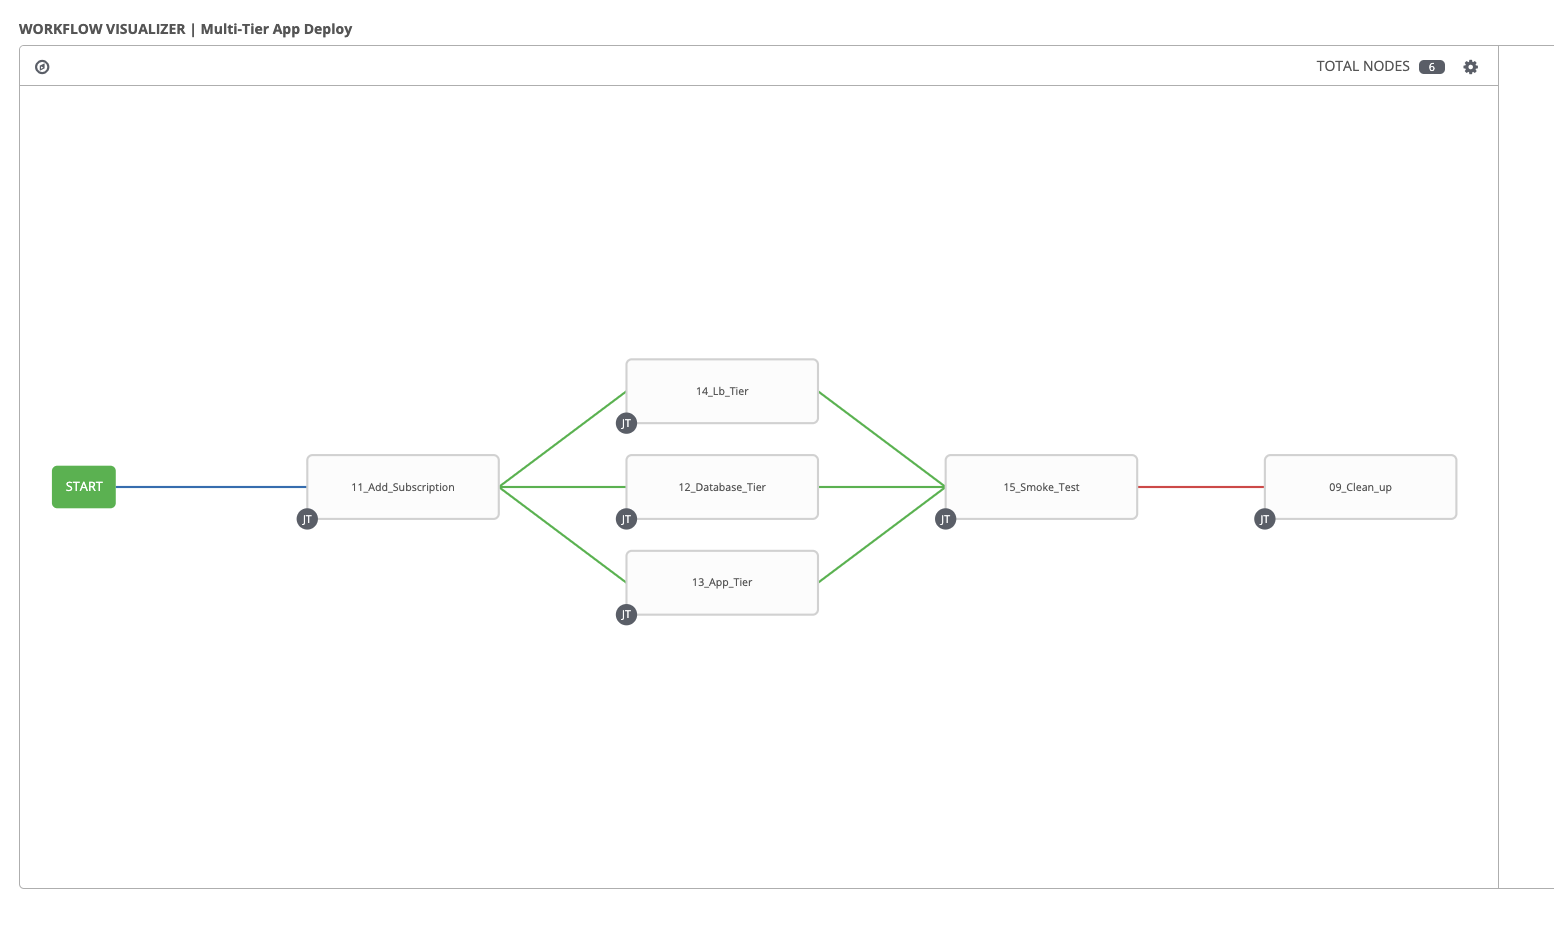 WORKFLOW VISUALIZER | Multi-Tier App Deploy
TOTAL NODES 6
14_Lb_Tier
JT
START
11_Add_Subscription
JT
12_Database_Tier
JT
15_Smoke_Test
JT
09_Clean_up
JT
13_App_Tier
JT